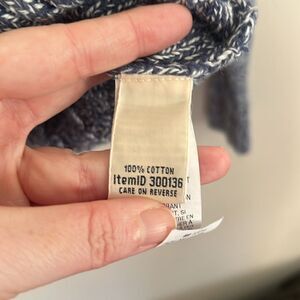 100% COTTON
ItemID 300136
CARE ON REVERSE